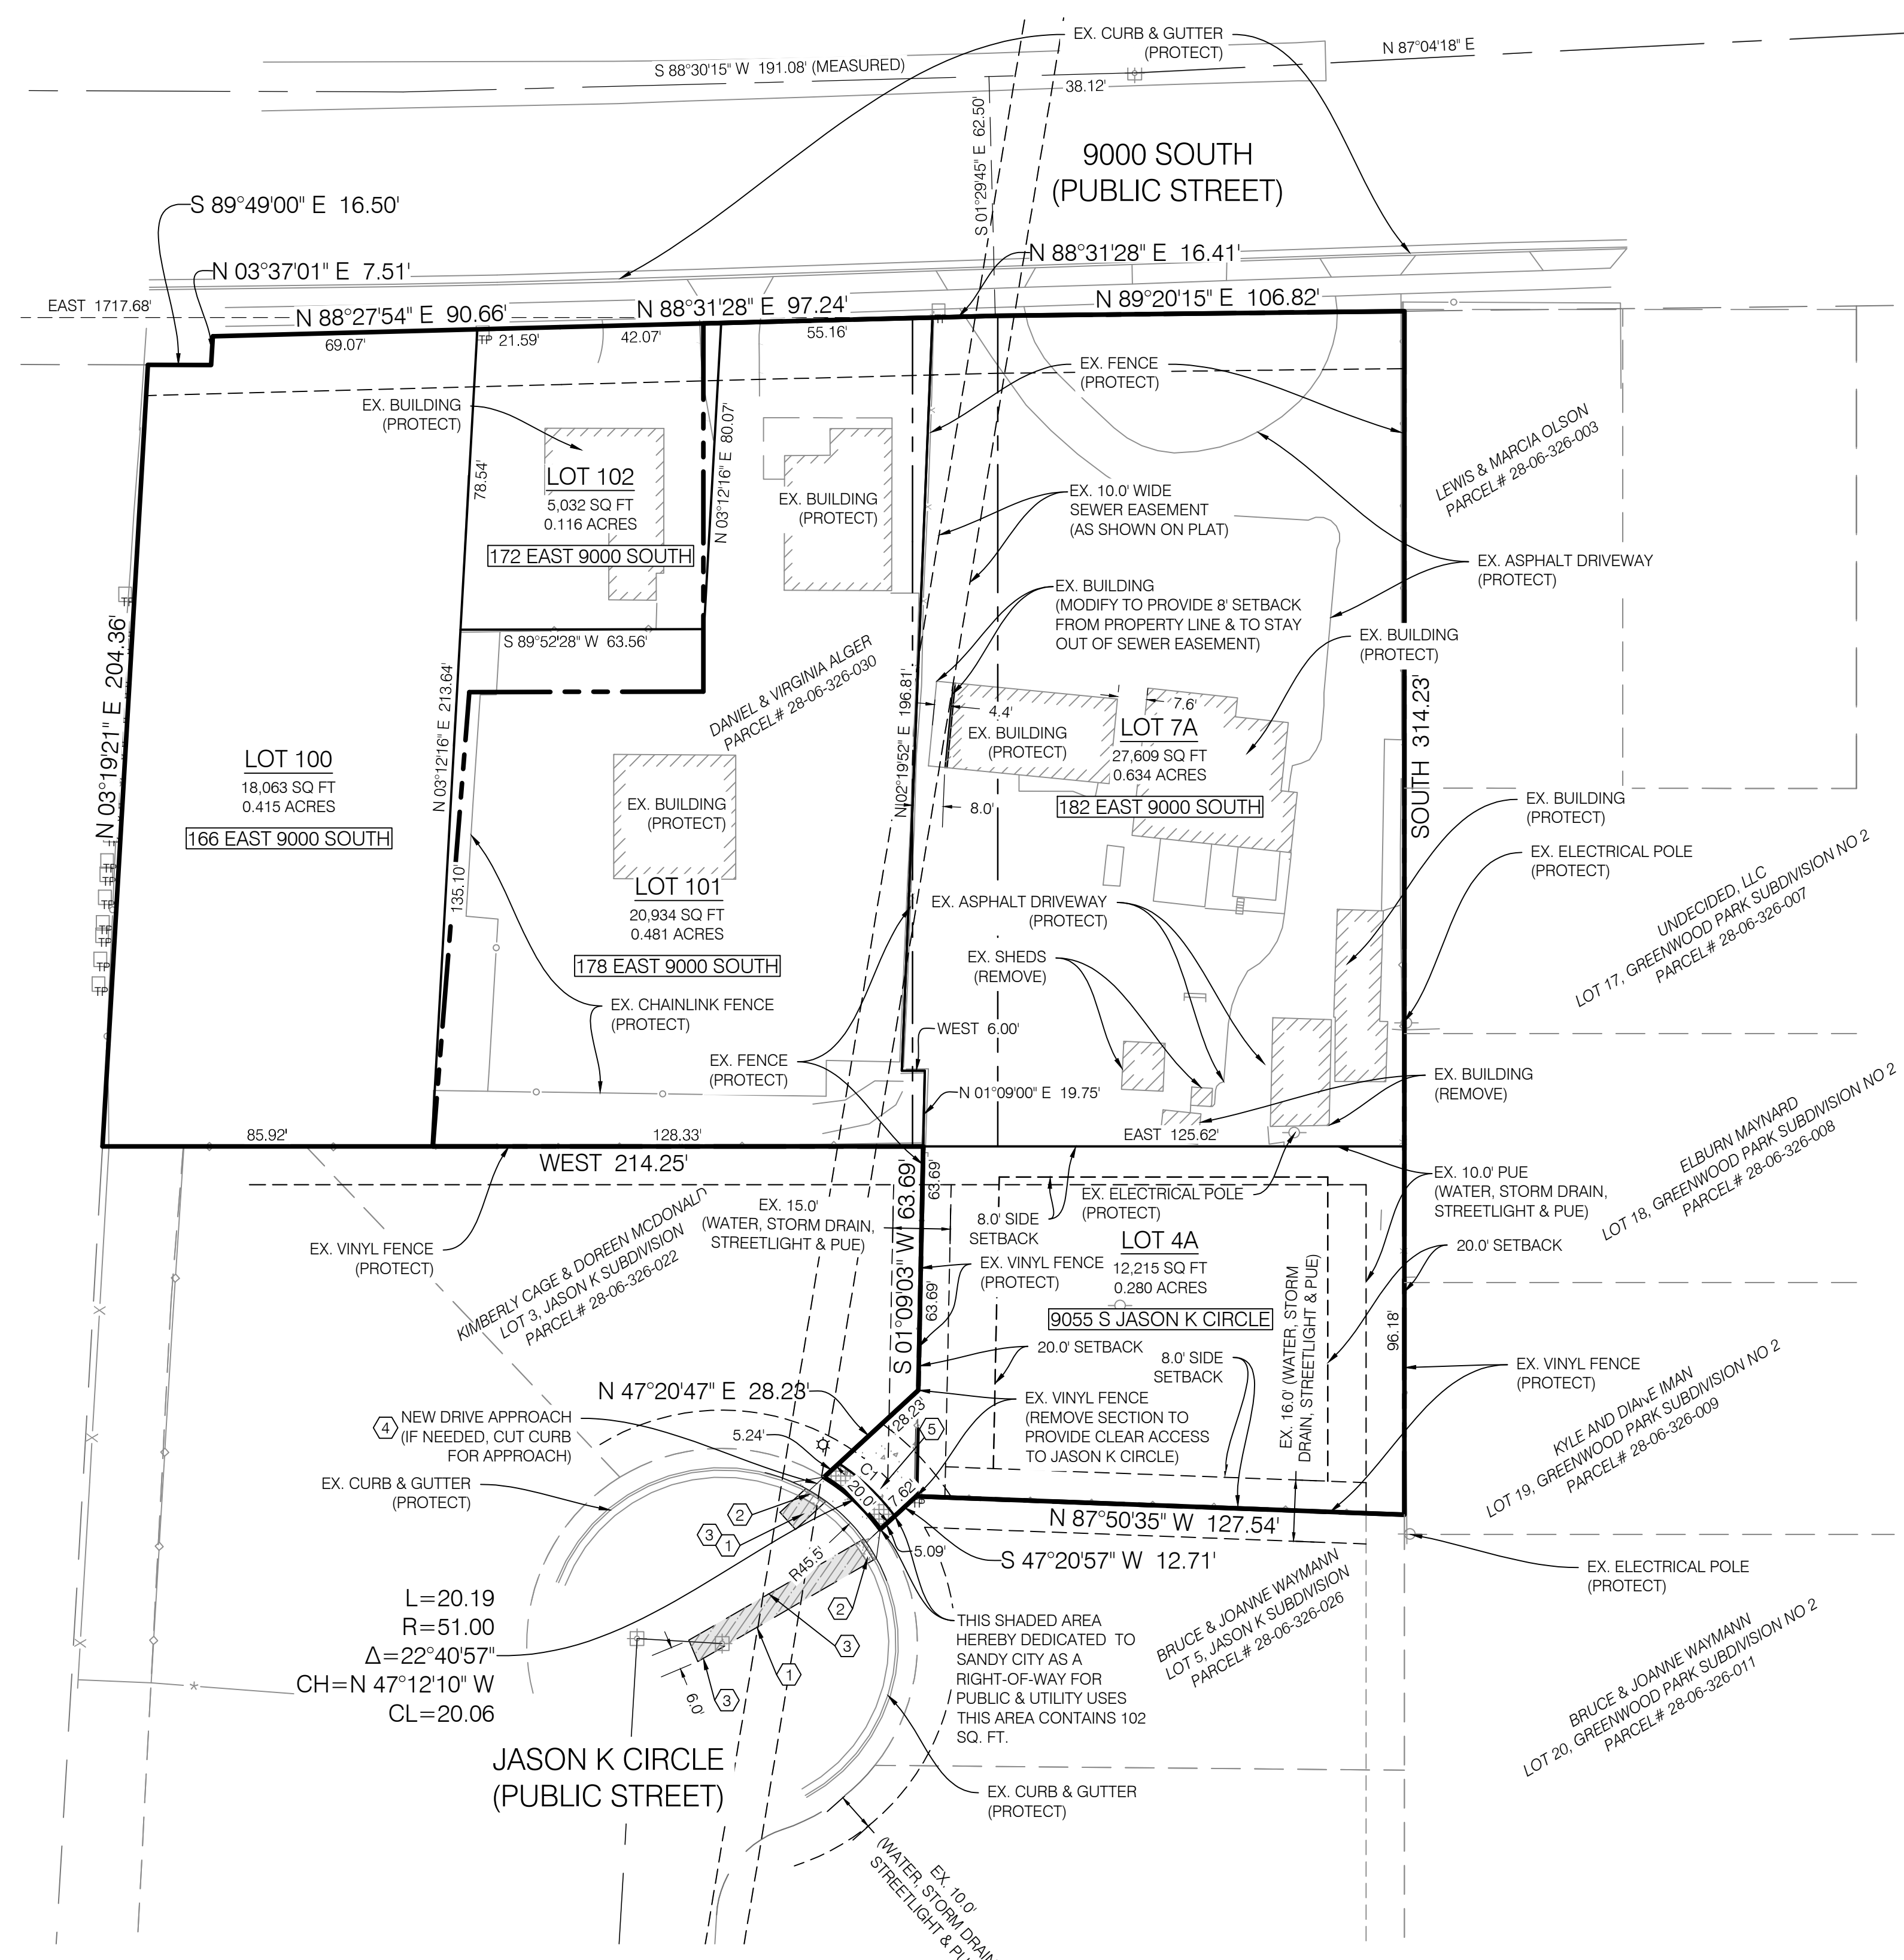 EX. CURB & GUTTER
(PROTECT)
N 87°04'18" E
S 88°30'15" W  191.08' (MEASURED)
38.12'
S 01°29'45" E  62.50'
9000 SOUTH
(PUBLIC STREET)
S 89°49'00" E  16.50'
N 03°37'01" E  7.51'
N 88°31'28" E  16.41'
EAST  1717.68'
N 88°27'54" E  90.66'
N 88°31'28" E  97.24'
N 89°20'15" E  106.82'
69.07'
TP
21.59'
42.07'
55.16'
EX. FENCE
(PROTECT)
EX. BUILDING
(PROTECT)
78.54'
N 03°12'16" E  80.07'
LOT 102
5,032 SQ FT
0.116 ACRES
172 EAST 9000 SOUTH
EX. BUILDING
(PROTECT)
LEWIS & MARCIA OLSON
PARCEL# 28-06-326-003
EX. 10.0' WIDE
SEWER EASEMENT
(AS SHOWN ON PLAT)
EX. ASPHALT DRIVEWAY
(PROTECT)
EX. BUILDING
(MODIFY TO PROVIDE 8' SETBACK
FROM PROPERTY LINE & TO STAY
OUT OF SEWER EASEMENT)
EX. BUILDING
(PROTECT)
TP
S 89°52'28" W  63.56'
N 03°19'21" E  204.36'
N 03°12'16" E  213.64'
DANIEL & VIRGINIA ALGER
PARCEL# 28-06-326-030
N 02°19'52" E  196.81'
4.4'
7.6'
EX. BUILDING
(PROTECT)
LOT 7A
27,609 SQ FT
0.634 ACRES
182 EAST 9000 SOUTH
8.0'
SOUTH  314.23'
LOT 100
18,063 SQ FT
0.415 ACRES
166 EAST 9000 SOUTH
EX. BUILDING
(PROTECT)
EX. BUILDING
(PROTECT)
EX. ELECTRICAL POLE
(PROTECT)
TP
TP
TP
TP
TP
TP
TP
135.10'
LOT 101
20,934 SQ FT
0.481 ACRES
178 EAST 9000 SOUTH
UNDECIDED, LLC
LOT 17, GREENWOOD PARK SUBDIVISION NO 2
PARCEL# 28-06-326-007
EX. ASPHALT DRIVEWAY
(PROTECT)
EX. SHEDS
(REMOVE)
EX. CHAINLINK FENCE
(PROTECT)
WEST  6.00'
EX. FENCE
(PROTECT)
N 01°09'00" E  19.75'
EX. BUILDING
(REMOVE)
85.92'
128.33'
EAST  125.62'
WEST  214.25'
ELBURN MAYNARD
LOT 18, GREENWOOD PARK SUBDIVISION NO 2
PARCEL# 28-06-326-008
EX. 10.0' PUE
(WATER, STORM DRAIN,
STREETLIGHT & PUE)
S 01°09'03" W  63.69'
63.69'
63.69'
EX. 15.0'
(WATER, STORM DRAIN,
STREETLIGHT & PUE)
EX. ELECTRICAL POLE
(PROTECT)
8.0' SIDE
SETBACK
LOT 4A
12,215 SQ FT
0.280 ACRES
9055 S JASON K CIRCLE
20.0' SETBACK
EX. VINYL FENCE
(PROTECT)
KIMBERLY CAGE & DOREEN MCDONALD
LOT 3, JASON K SUBDIVISION
PARCEL# 28-06-326-022
EX. VINYL FENCE
(PROTECT)
EX. 16.0' (WATER, STORM
DRAIN, STREETLIGHT & PUE)
96.18'
20.0' SETBACK
8.0' SIDE
SETBACK
EX. VINYL FENCE
(PROTECT)
N 47°20'47" E  28.23'
EX. VINYL FENCE
(REMOVE SECTION TO
PROVIDE CLEAR ACCESS
TO JASON K CIRCLE)
KYLE AND DIANE IMAN
LOT 19, GREENWOOD PARK SUBDIVISION NO 2
PARCEL# 28-06-326-009
4
NEW DRIVE APPROACH
(IF NEEDED, CUT CURB
FOR APPROACH)
5.24'
28.23'
5
C1
20.0'
7.62'
TP
EX. CURB & GUTTER
(PROTECT)
2
3
1
N 87°50'35" W  127.54'
5.09'
S 47°20'57" W  12.71'
R45.5'
EX. ELECTRICAL POLE
(PROTECT)
L=20.19
R=51.00
Δ=22°40'57"
CH=N 47°12'10" W
CL=20.06
2
3
1
3
6.0'
THIS SHADED AREA
HEREBY DEDICATED  TO
SANDY CITY AS A
RIGHT-OF-WAY FOR
PUBLIC & UTILITY USES
THIS AREA CONTAINS 102
SQ. FT.
BRUCE & JOANNE WAYMANN
LOT 5, JASON K SUBDIVISION
PARCEL# 28-06-326-026
BRUCE & JOANNE WAYMANN
LOT 20, GREENWOOD PARK SUBDIVISION NO 2
PARCEL# 28-06-326-011
JASON K CIRCLE
(PUBLIC STREET)
EX. CURB & GUTTER
(PROTECT)
EX. 10.0'
(WATER, STORM DRAIN
STREETLIGHT & PU